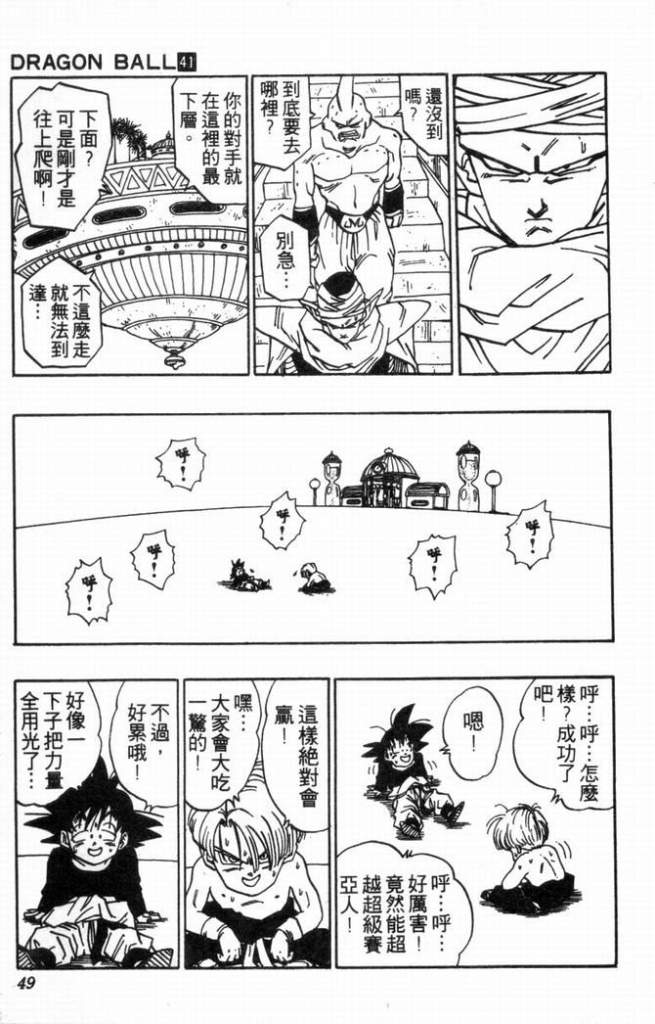 DRAGON BALL 41
還沒到
嗎？
到底要去
哪裡？
別急…
你的對手就
在這裡的最
下層。
下面？
可是剛才是
往上爬啊！
不這麼走
就無法到
達…
呼！
呼！
呼！
呼！
呼！
呼！
呼…呼…怎麼
樣？成功了
吧！
嗯！
呼…呼…
好厲害！
竟然能超
越超級賽
亞人！
這樣絕對會
贏！
嘿…
大家會大吃
一驚的！
不過，
好累哦！
好像一
下子把力量
全用光了…
49